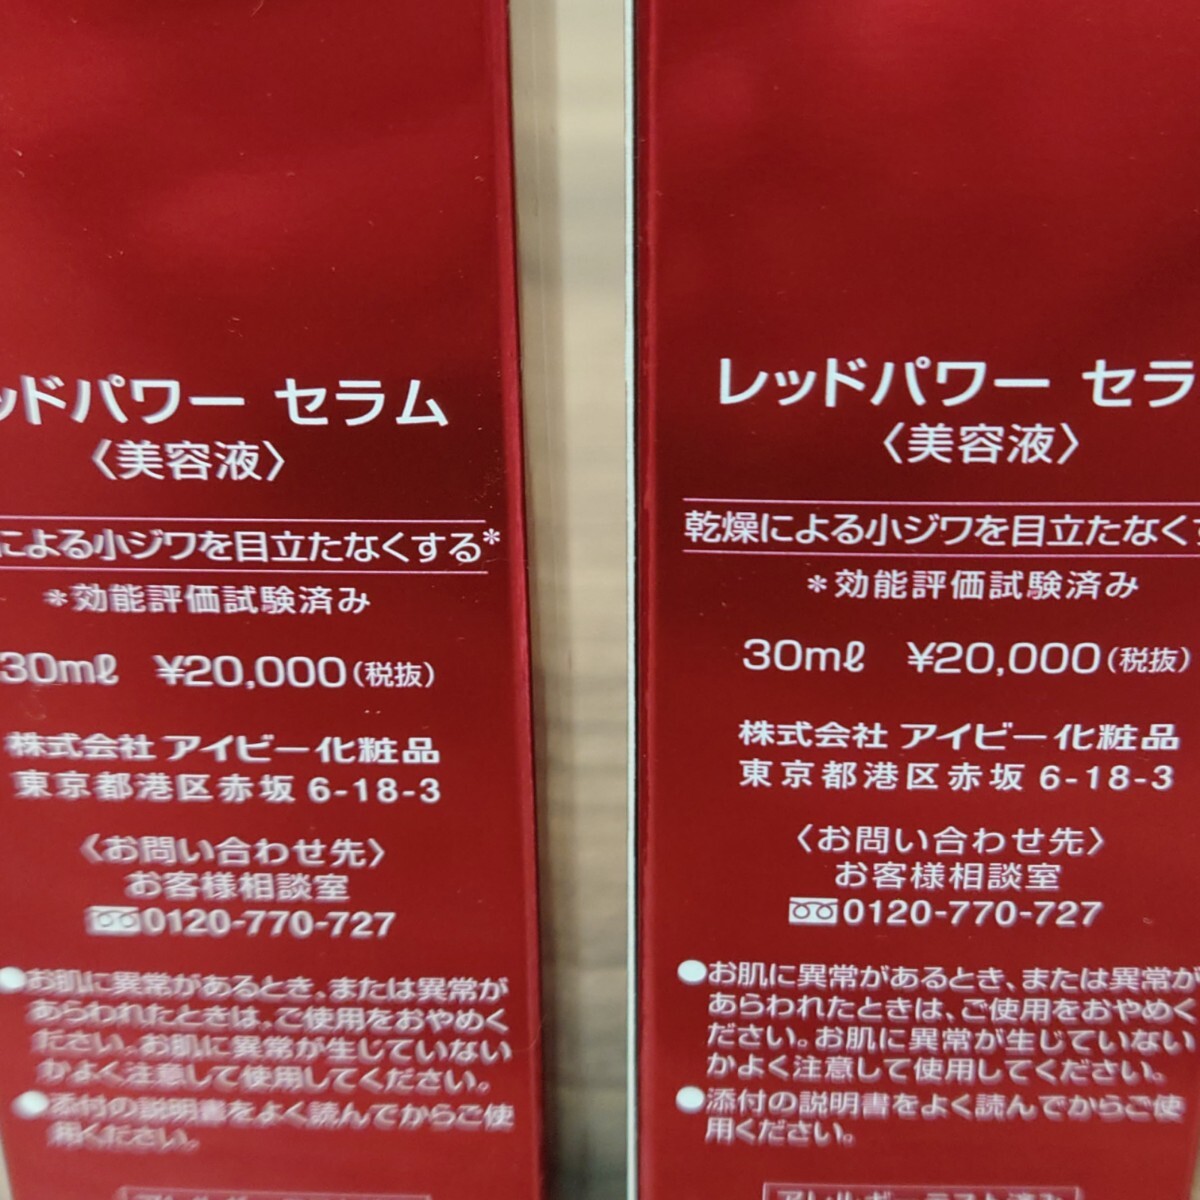 ッドパワー セラム
〈美容液〉
による小ジワを目立たなくする*
*効能評価試験済み
30mℓ ¥20,000(税抜)
株式会社 アイビー化粧品
東京都港区赤坂 6-18-3
〈お問い合わせ先〉
お客様相談室
0120-770-727
●お肌に異常があるとき、または異常が
あらわれたときは、ご使用をおやめく
ださい。お肌に異常が生じていない
かよく注意して使用してください。
●添付の説明書をよく読んでからご使
用ください。
レッドパワー セラ
〈美容液〉
乾燥による小ジワを目立たなく
*効能評価試験済み
30mℓ ¥20,000(税抜)
株式会社 アイビー化粧品
東京都港区赤坂 6-18-3
〈お問い合わせ先〉
お客様相談室
0120-770-727
●お肌に異常があるとき、または異常が
あらわれたときは、ご使用をおやめく
ださい。お肌に異常が生じていない
かよく注意して使用してください。
●添付の説明書をよく読んでからご使
用ください。